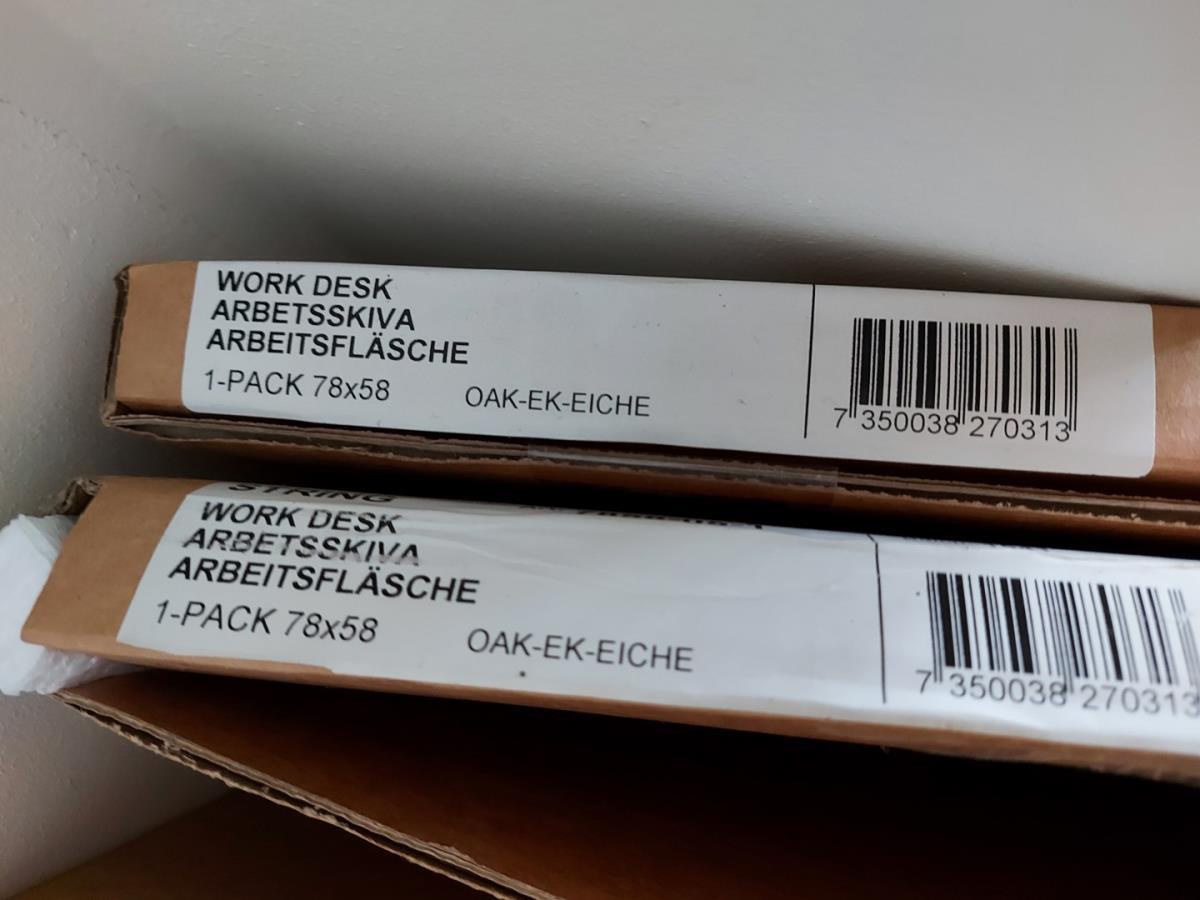 WORK DESK
ARBETSSKIVA
ARBEITSFLÄSCHE
1-PACK 78x58
OAK-EK-EICHE
7 350038 270313
STRING
WORK DESK
ARBETSSKIVA
ARBEITSFLÄSCHE
1-PACK 78x58
OAK-EK-EICHE
7 350038 270313